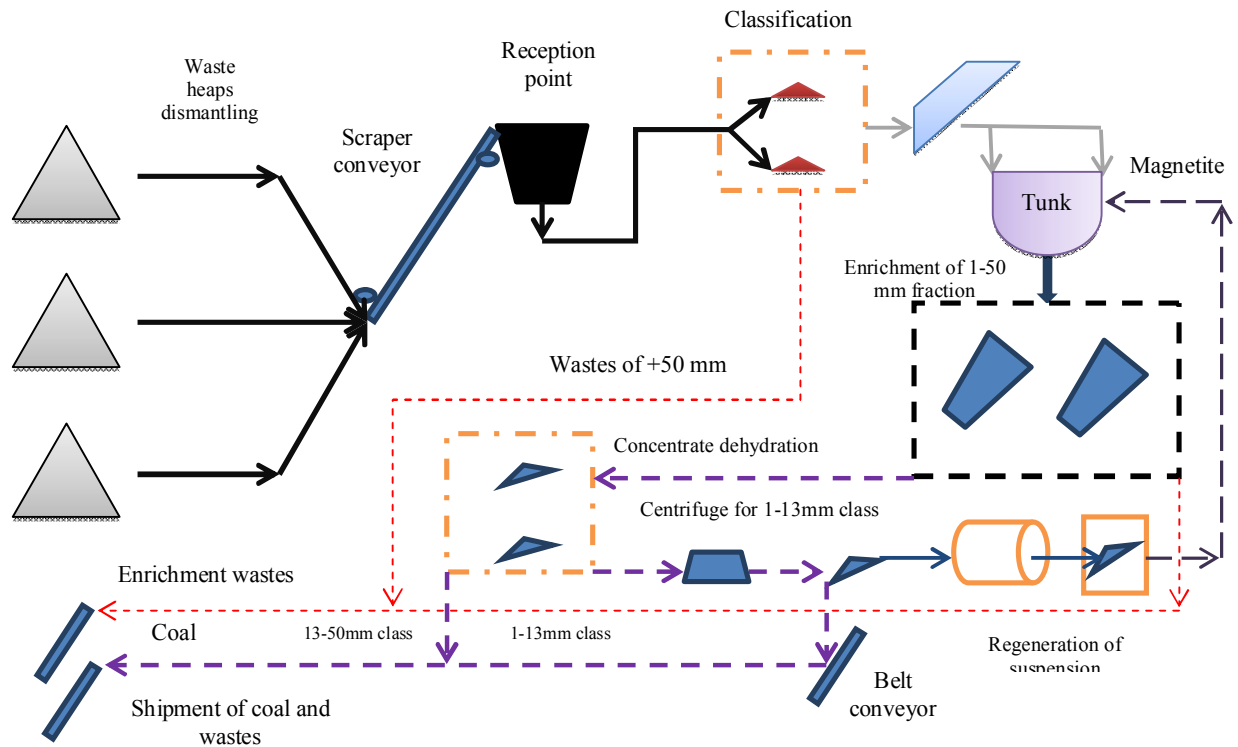 Classification
Reception
point
Waste
heaps
dismantling
Scraper
conveyor
Magnetite
Tunk
Enrichment of 1-50
mm fraction
Wastes of +50 mm
Concentrate dehydration
Centrifuge for 1-13mm class
Enrichment wastes
Coal
13-50mm class
1-13mm class
Regeneration of
suspension
Belt
conveyor
Shipment of coal and
wastes